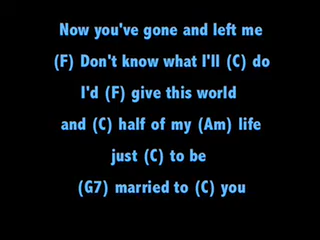 Now you've gone and left me
(F) Don't know what I'll (C) do
I'd (F) give this world
and (C) half of my (Am) life
just (C) to be
(G7) married to (C) you